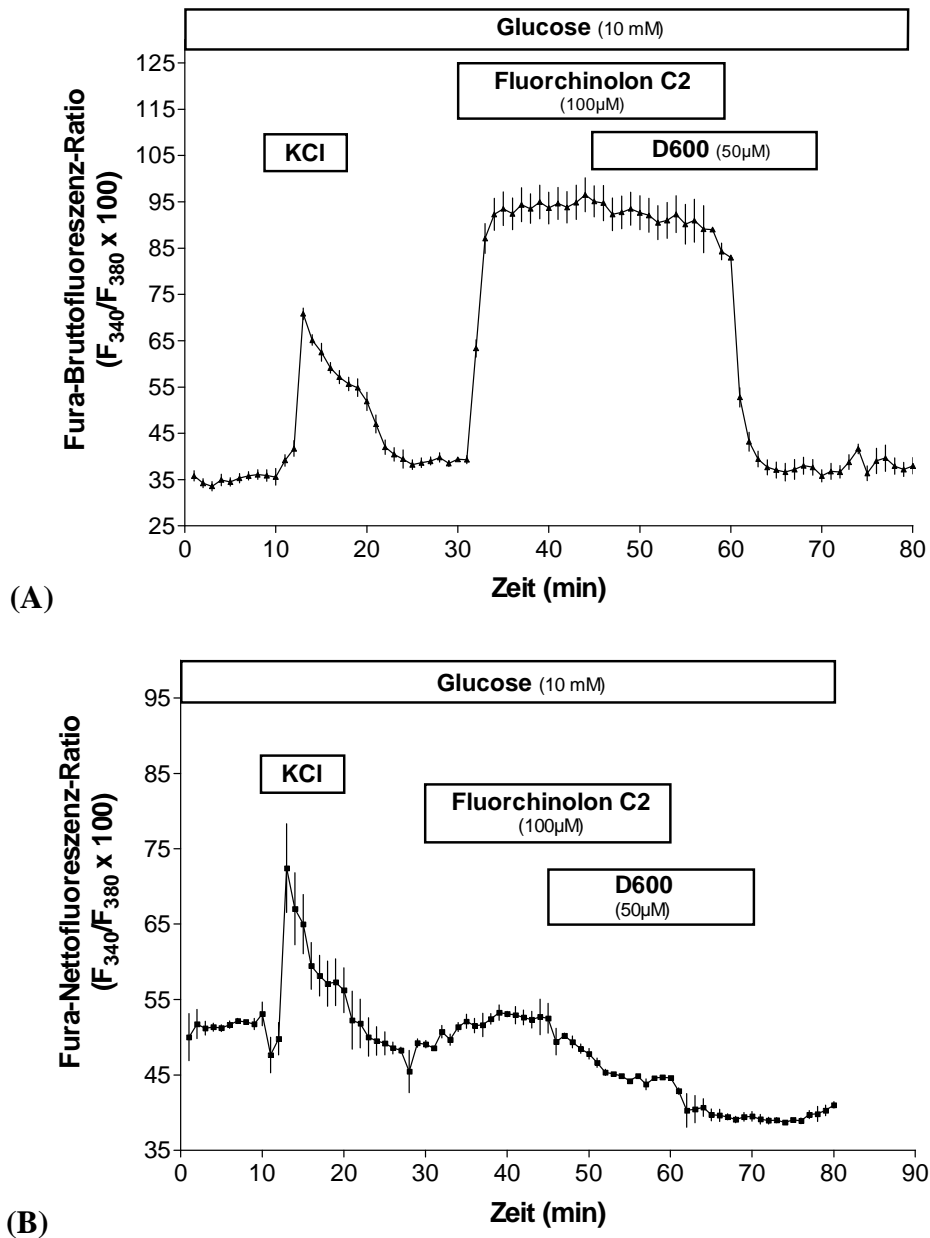 Glucose (10 mM)
Fluorchinolon C2
(100µM)
KCl
D600 (50µM)
Fura-Bruttofluoreszenz-Ratio
(F340/F380 x 100)
125
115
105
95
85
75
65
55
45
35
25
0 10 20 30 40 50 60 70 80
Zeit (min)
(A)
Glucose (10 mM)
KCl
Fluorchinolon C2
(100µM)
D600
(50µM)
Fura-Nettofluoreszenz-Ratio
(F340/F380 x 100)
95
85
75
65
55
45
35
0 10 20 30 40 50 60 70 80 90
Zeit (min)
(B)